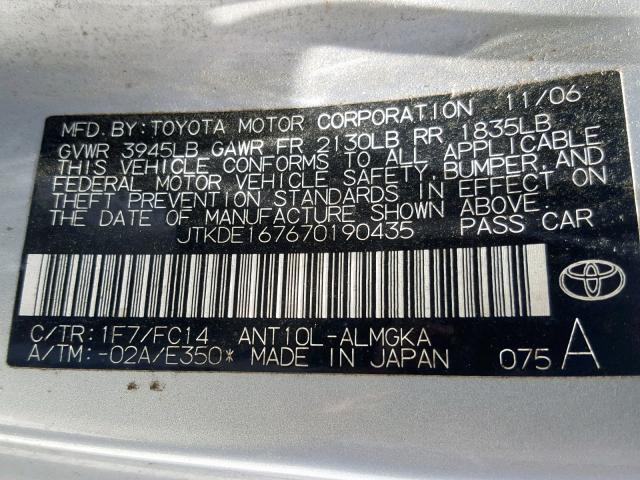 MFD.BY:TOYOTA MOTOR CORPORATION 11/06
GVWR 3945LB GAWR FR 2130LB RR 1835LB
THIS VEHICLE CONFORMS TO ALL APPLICABLE
FEDERAL MOTOR VEHICLE SAFETY,BUMPER,AND
THEFT PREVENTION STANDARDS IN EFFECT ON
THE DATE OF MANUFACTURE SHOWN ABOVE.
JTKDE167670190435 PASS CAR
C/TR:1F7/FC14 ANT10L-ALMGKA
A/TM:-02A/E350* MADE IN JAPAN 075 A